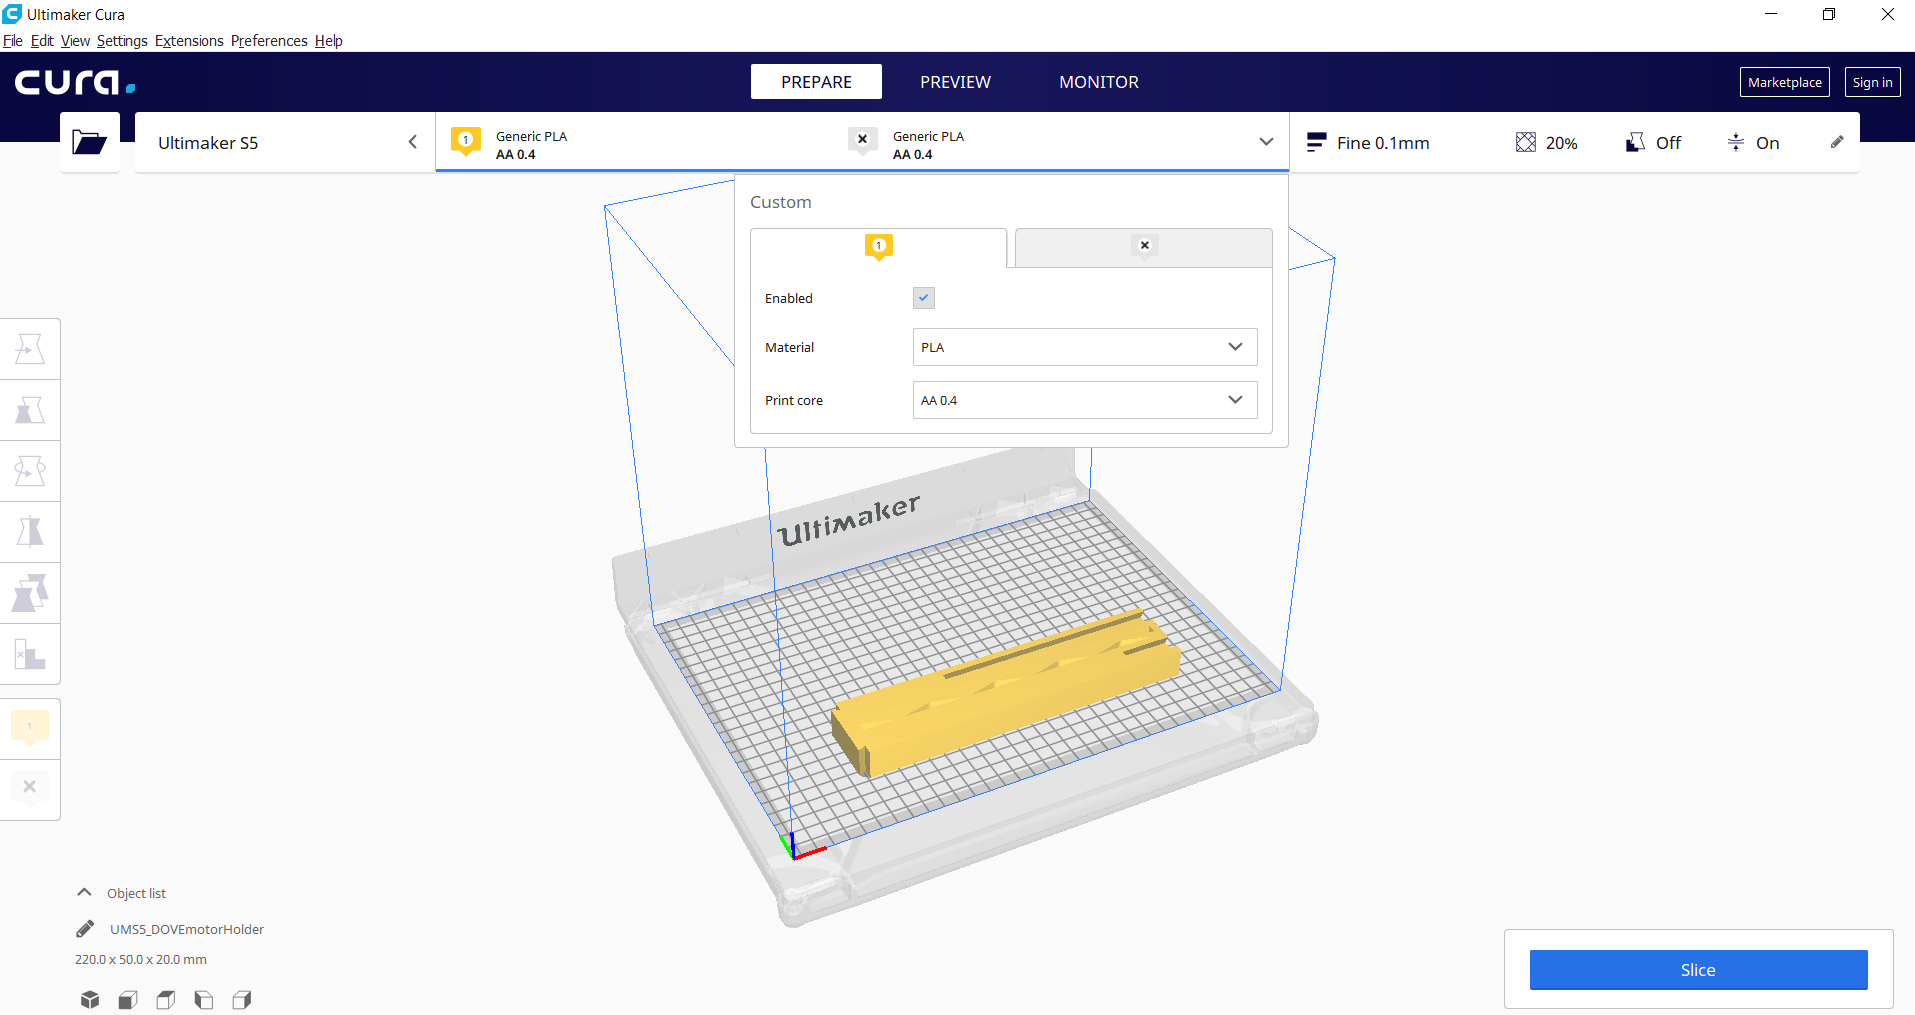 Ultimaker Cura
File Edit View Settings Extensions Preferences Help
cura.
PREPARE
PREVIEW
MONITOR
Marketplace
Sign in
Ultimaker S5
1
Generic PLA
AA 0.4
Generic PLA
AA 0.4
Fine 0.1mm
20%
Off
On
Custom
1
Enabled
Material
PLA
Print core
AA 0.4
Ultimaker
1
Object list
UMS5_DOVEmotorHolder
220.0 x 50.0 x 20.0 mm
Slice